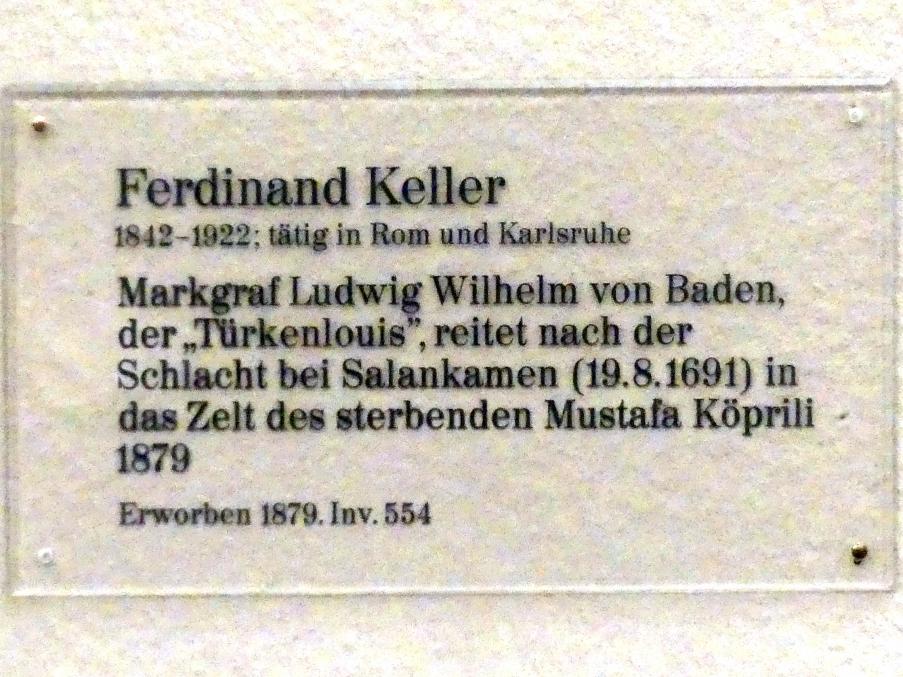 Ferdinand Keller
1842–1922; tätig in Rom und Karlsruhe
Markgraf Ludwig Wilhelm von Baden,
der „Türkenlouis”, reitet nach der
Schlacht bei Salankamen (19.8.1691) in
das Zelt des sterbenden Mustafa Köprili
1879
Erworben 1879. Inv. 554